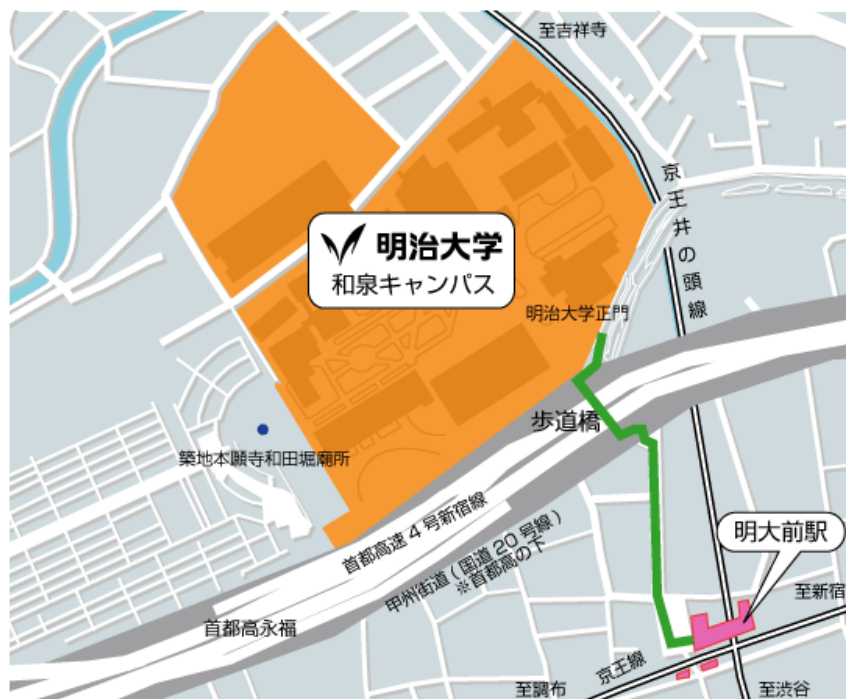 至吉祥寺
京王井の頭線
明治大学
和泉キャンパス
明治大学正門
歩道橋
築地本願寺和田堀廟所
首都高速4号新宿線
甲州街道(国道20号線)
※首都高の下
明大前駅
至新宿
首都高永福
京王線
至調布
至渋谷